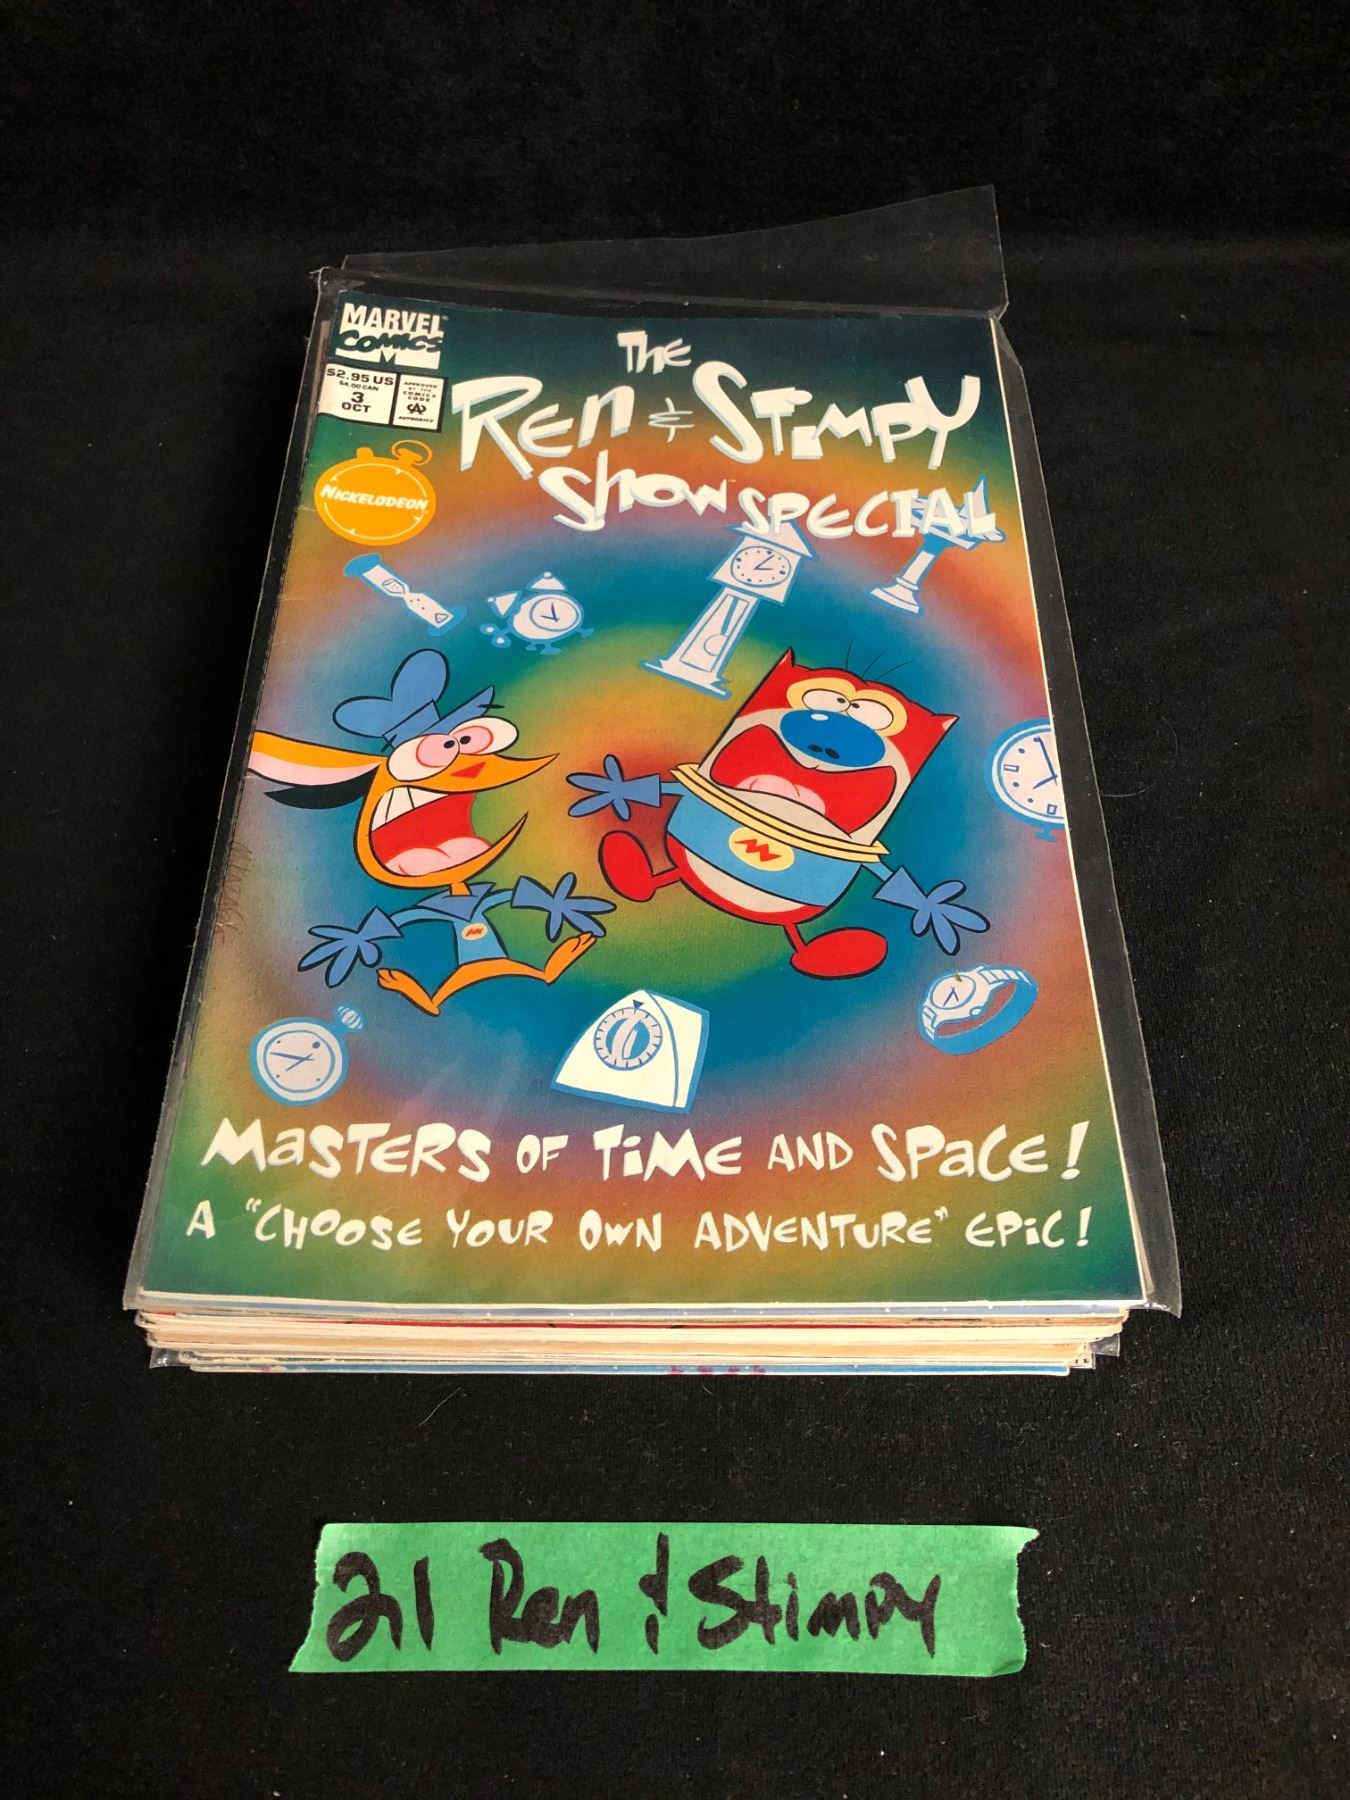 MARVEL
COMICS
$2.95 US
$4.00 CAN
3
OCT
APPROVED
BY THE
COMICS
CODE
CA
AUTHORITY
NICKELODEON
THE
Ren & STiMPY
SHOW SPECIAL
MaSTERS OF TiME AND SPaCE!
A "CHOOSE YOUR OWN ADVENTURE" EPiC!
21 Ren & Stimpy